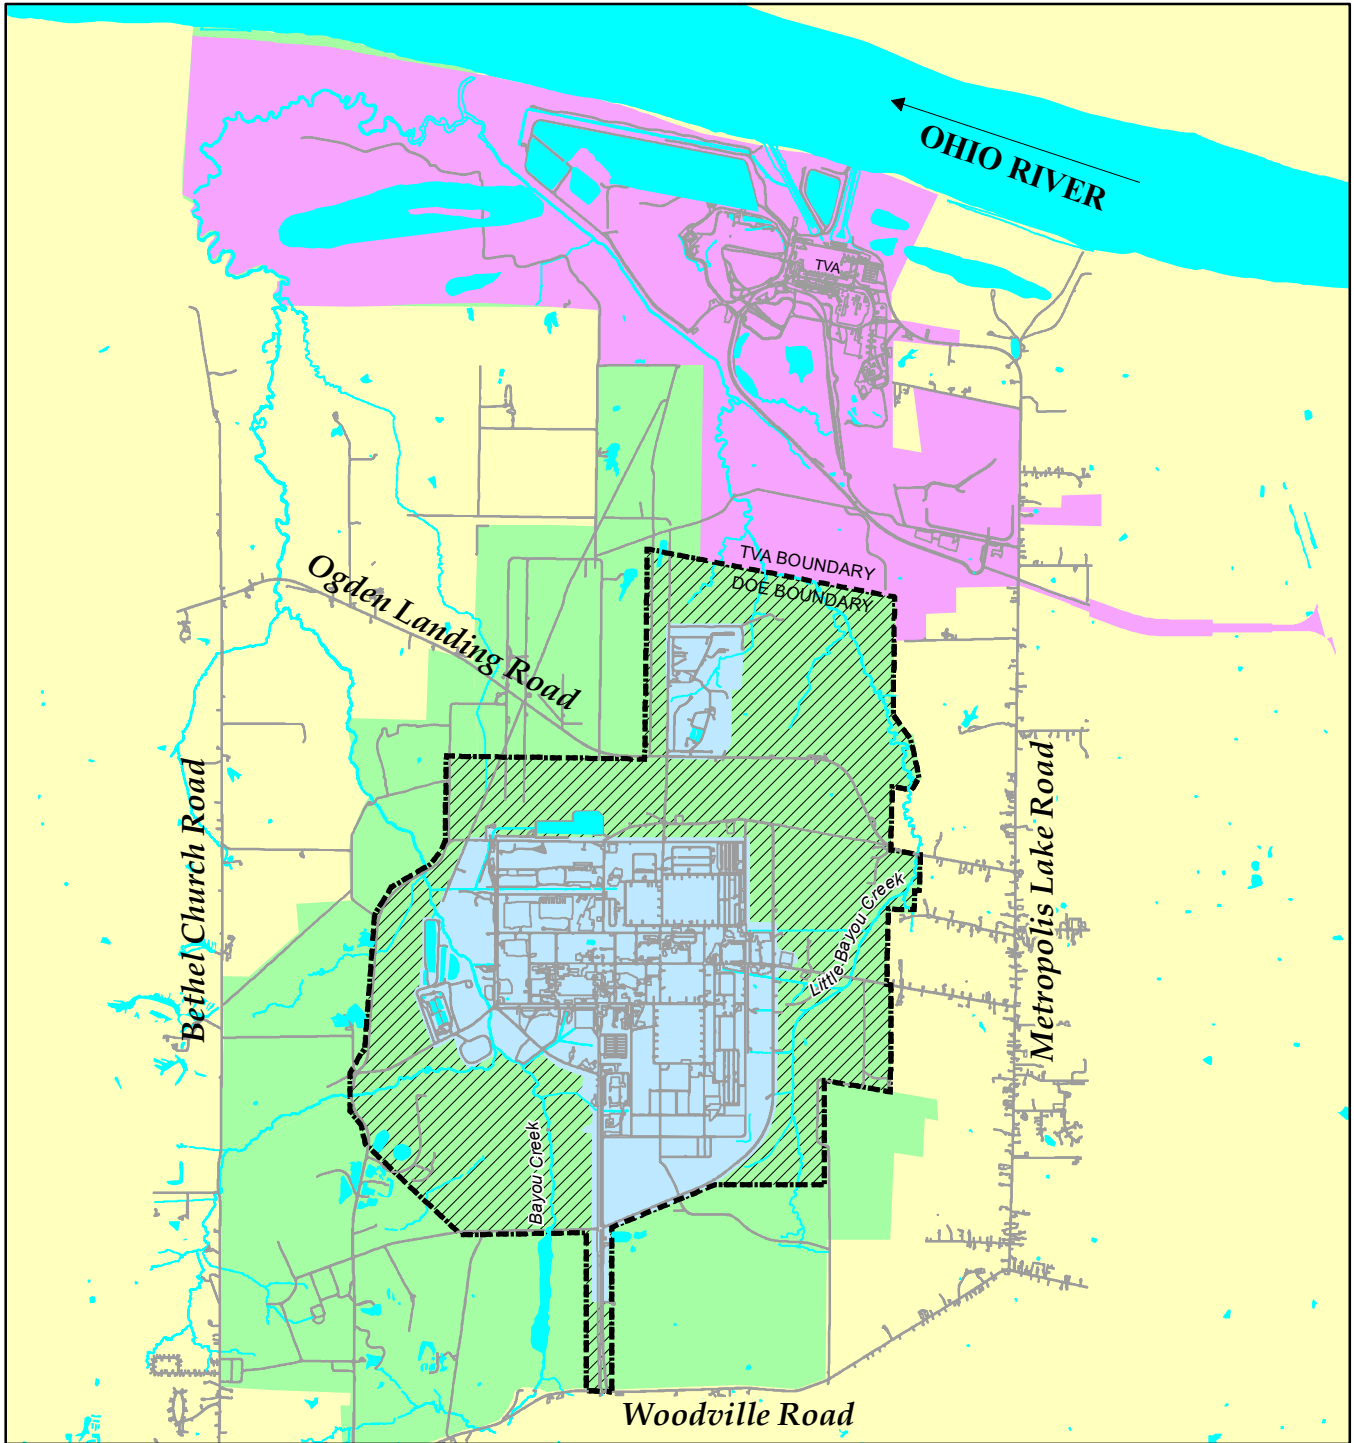 OHIO RIVER
TVA
TVA BOUNDARY
DOE BOUNDARY
Ogden Landing Road
Bethel Church Road
Metropolis Lake Road
Little Bayou Creek
Bayou Creek
Woodville Road